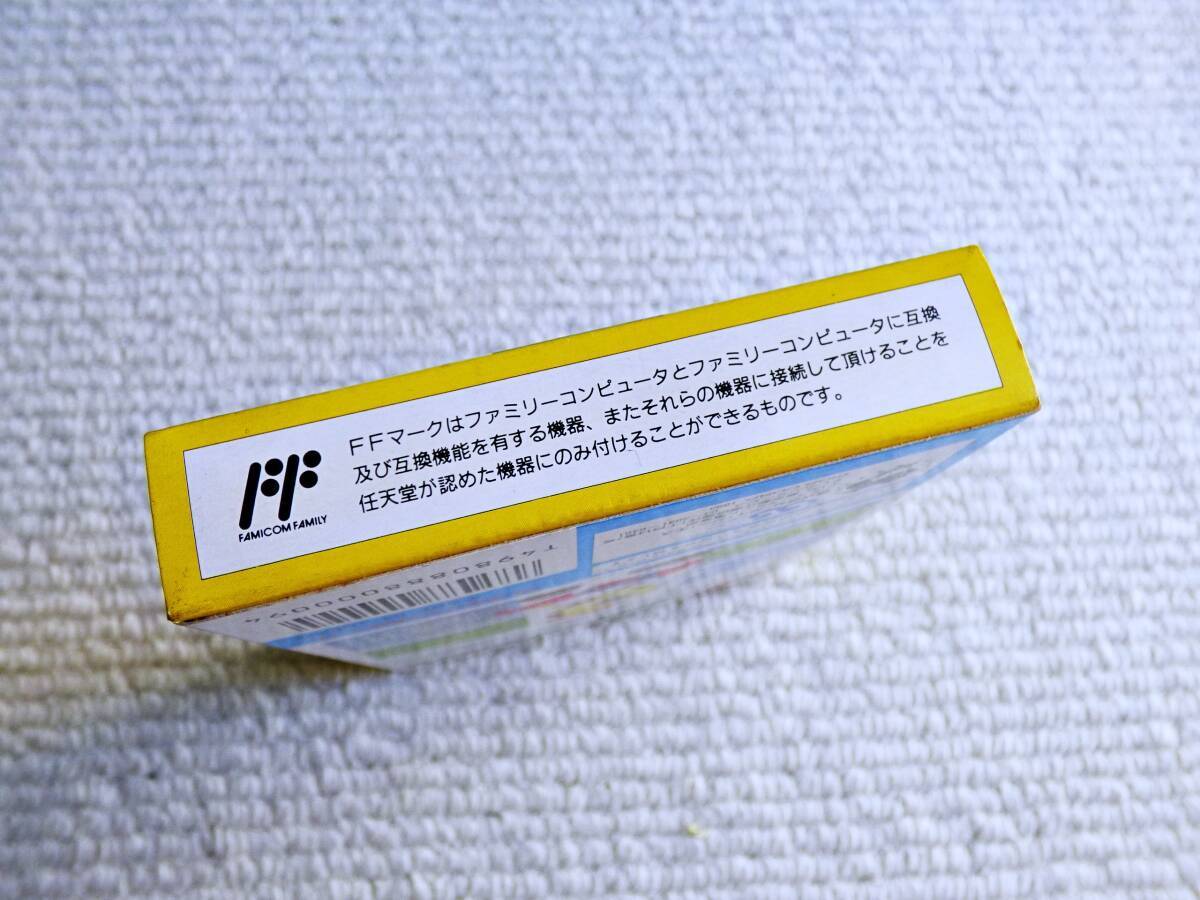 FFマークはファミリーコンピュータとファミリーコンピュータに互換
及び互換機能を有する機器、またそれらの機器に接続して頂けることを
任天堂が認めた機器にのみ付けることができるものです。
FAMICOM FAMILY